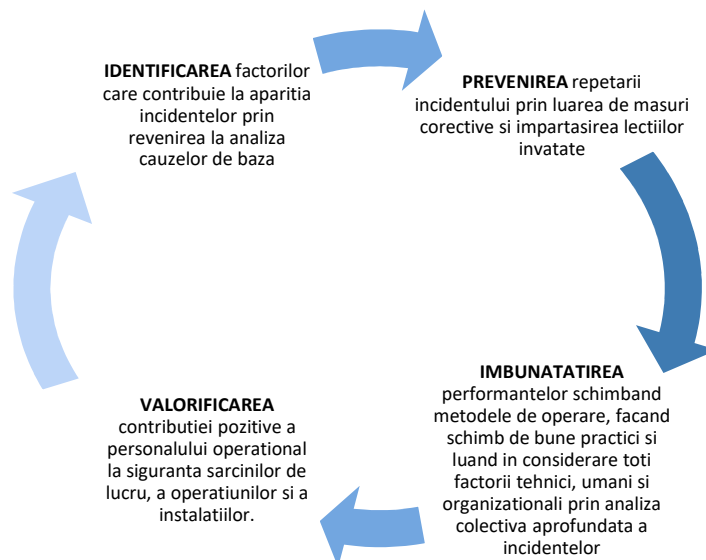 IDENTIFICAREA factorilor
care contribuie la aparitia
incidentelor prin
revenirea la analiza
cauzelor de baza
PREVENIREA repetarii
incidentului prin luarea de masuri
corective si impartasirea lectiilor
invatate
IMBUNATATIREA
performantelor schimband
metodele de operare, facand
schimb de bune practici si
luand in considerare toti
factorii tehnici, umani si
organizationali prin analiza
colectiva aprofundata a
incidentelor
VALORIFICAREA
contributiei pozitive a
personalului operational
la siguranta sarcinilor de
lucru, a operatiunilor si a
instalatiilor.